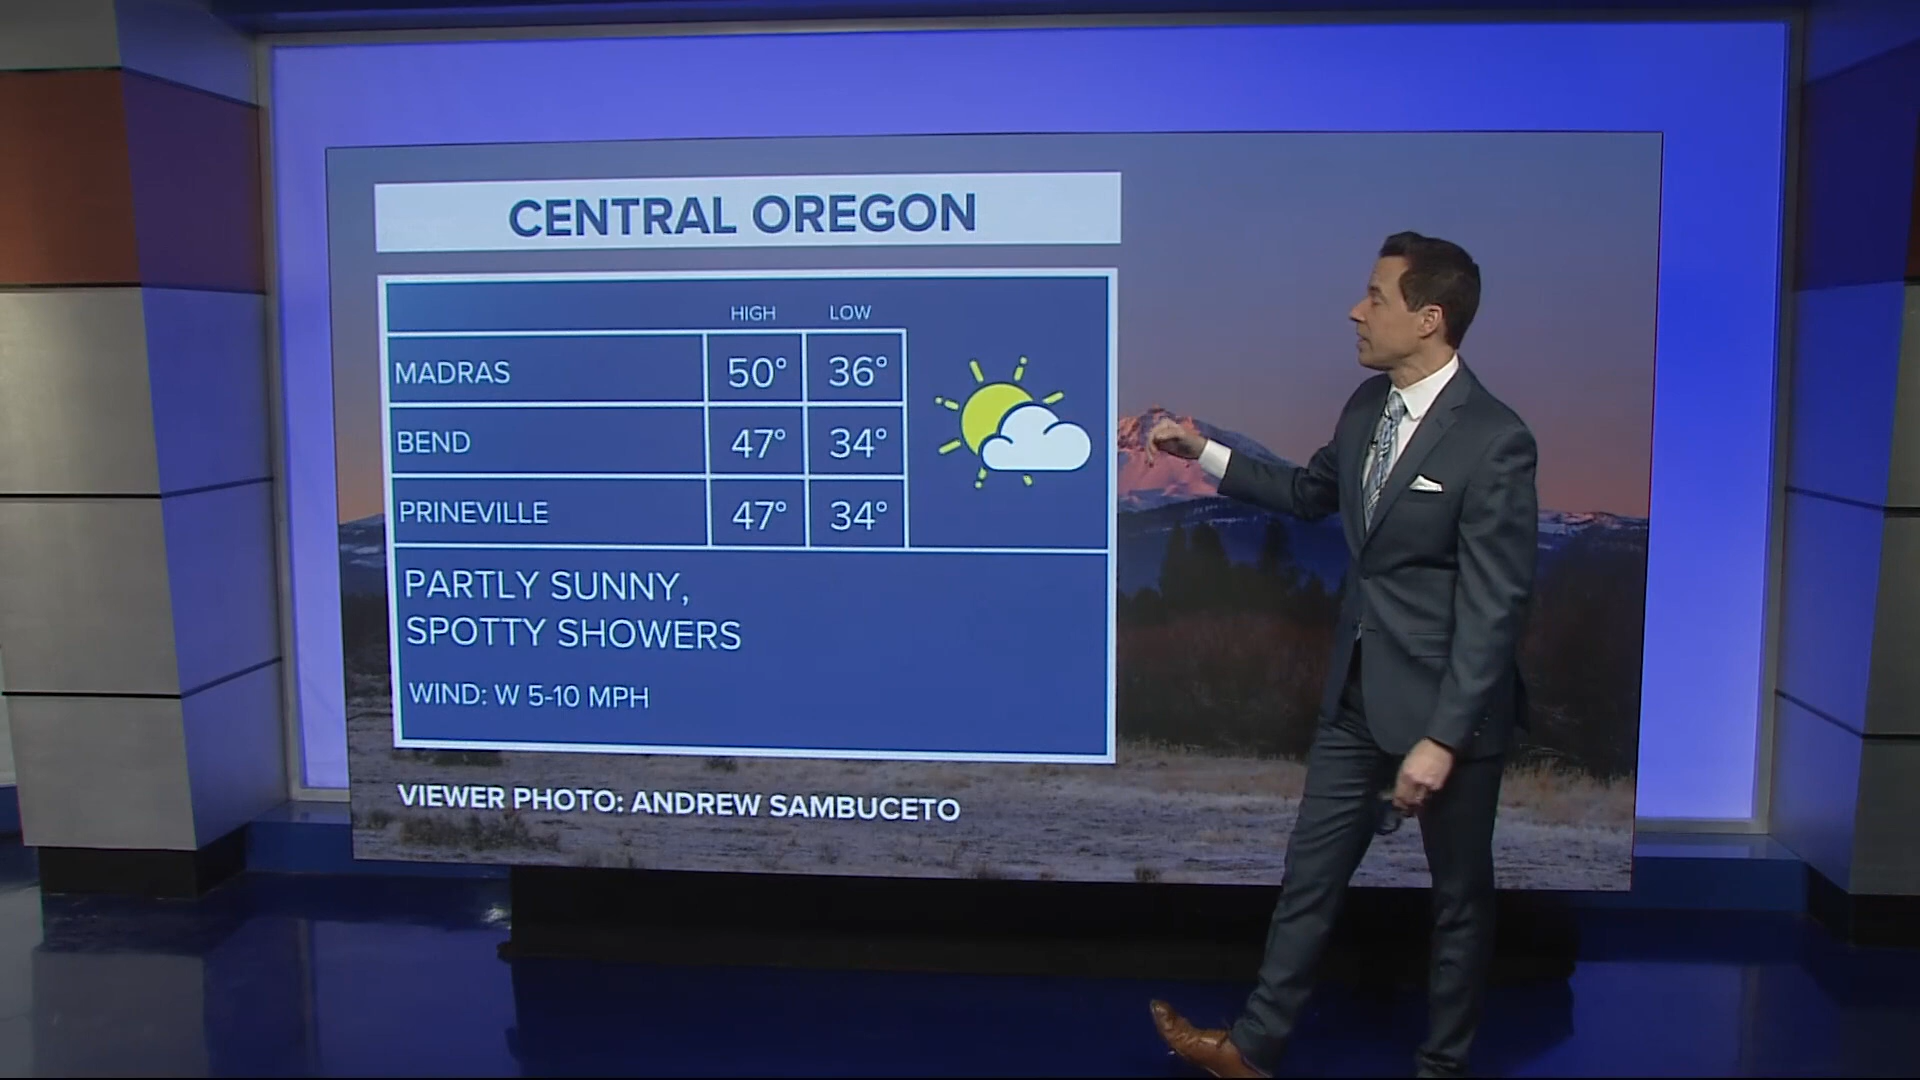 CENTRAL OREGON
HIGH LOW
MADRAS 50° 36°
BEND 47° 34°
PRINEVILLE 47° 34°
PARTLY SUNNY,
SPOTTY SHOWERS
WIND: W 5-10 MPH
VIEWER PHOTO: ANDREW SAMBUCETO